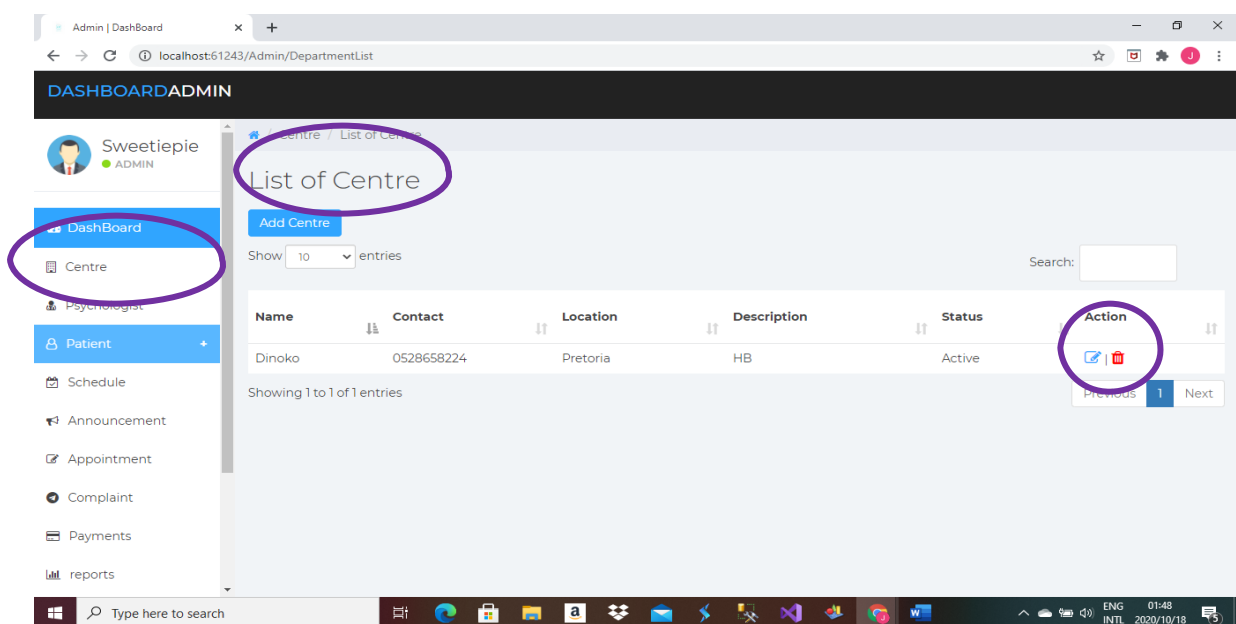 Admin | DashBoard
localhost:61243/Admin/DepartmentList
J
DASHBOARDADMIN
Sweetiepie
ADMIN
DashBoard
Centre
Psychologist
Patient +
Schedule
Announcement
Appointment
Complaint
Payments
reports
/ Centre / List of Centre
List of Centre
Add Centre
Show 10 entries
Search:
Name Contact Location Description Status Action
Dinoko 0528658224 Pretoria HB Active |
Showing 1 to 1 of 1 entries
Previous 1 Next
Type here to search
ENG 01:48
INTL 2020/10/18 5